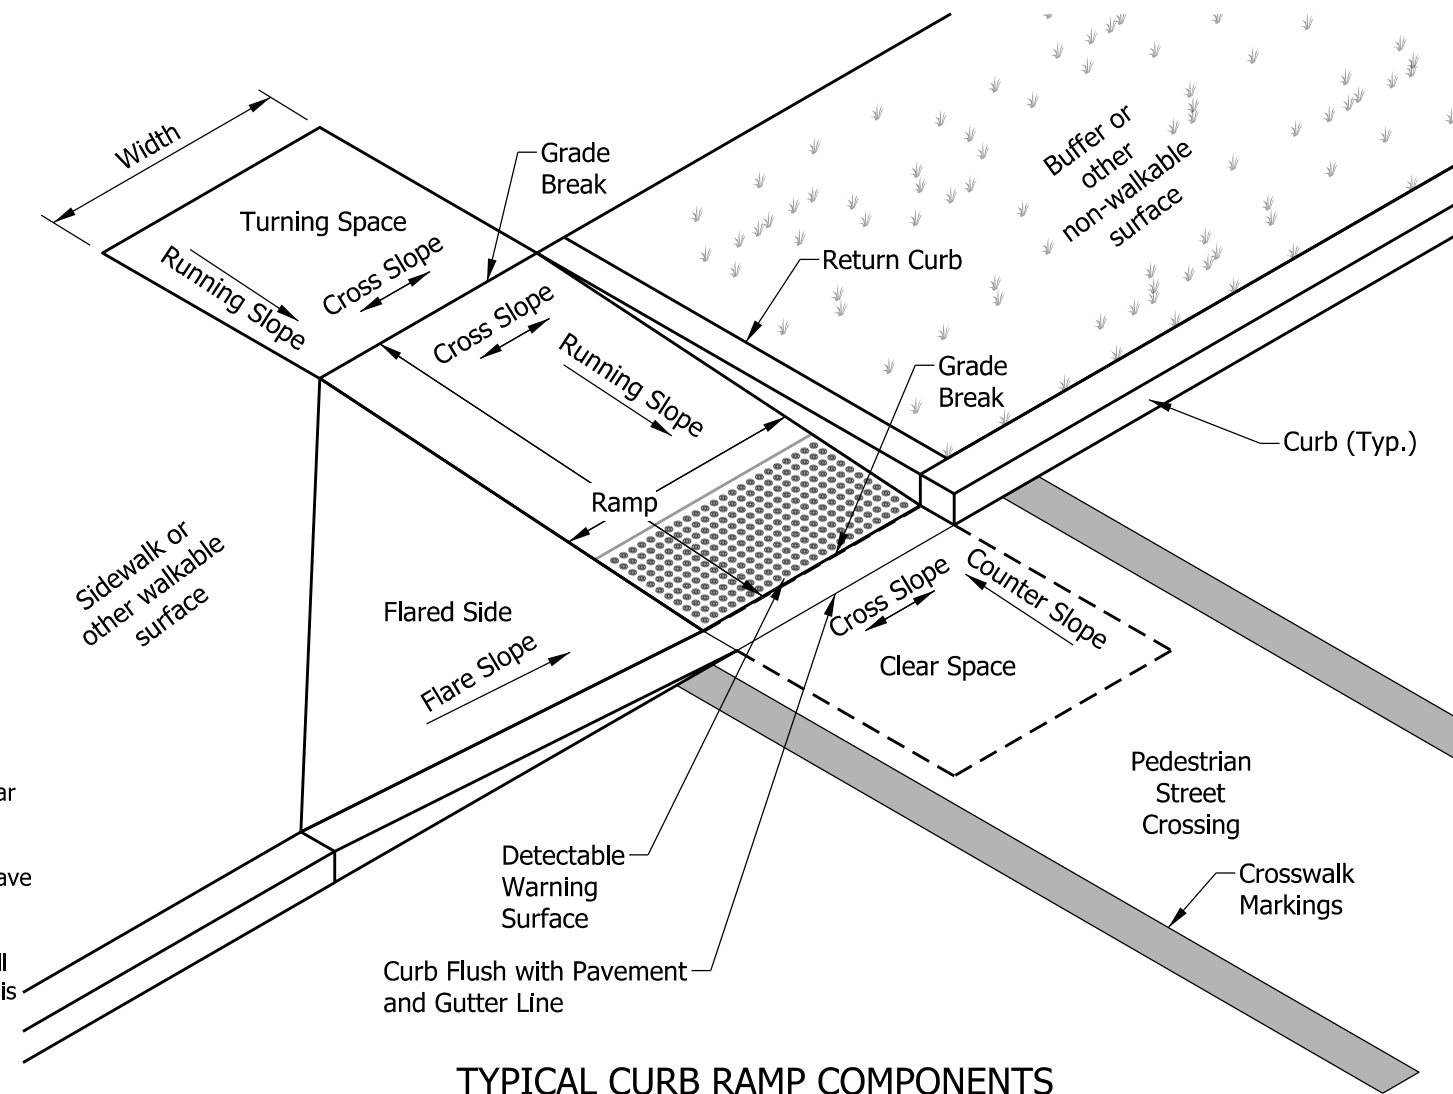 Width
Grade
Break
Turning Space
Running Slope
Cross Slope
Buffer or
other
non-walkable
surface
Return Curb
Cross Slope
Running Slope
Grade
Break
Curb (Typ.)
Ramp
Sidewalk or
other walkable
surface
Flared Side
Flare Slope
Cross Slope
Counter Slope
Clear Space
Pedestrian
Street
Crossing
ar
ave
is
Detectable
Warning
Surface
Crosswalk
Markings
Curb Flush with Pavement
and Gutter Line
TYPICAL CURB RAMP COMPONENTS